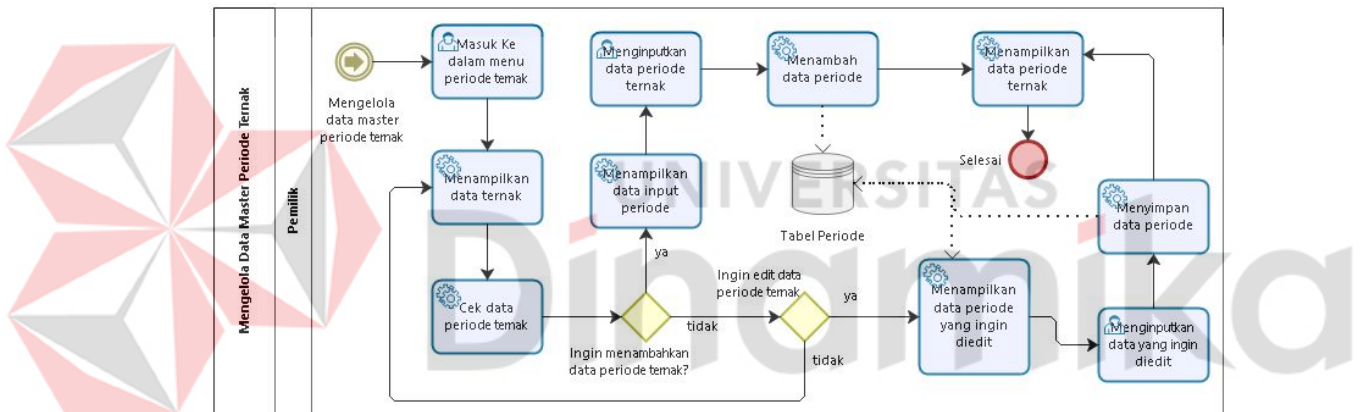 Mengelola Data Master Periode Ternak
Pemilik
Mengelola
data master
periode ternak
Masuk Ke
dalam menu
periode ternak
Menampilkan
data ternak
Cek data
periode ternak
Ingin menambahkan
data periode ternak?
ya
tidak
Menampilkan
data input
periode
Menginputkan
data periode
ternak
Menambah
data periode
Tabel Periode
Menampilkan
data periode
ternak
Selesai
Ingin edit data
periode ternak
ya
tidak
Menampilkan
data periode
yang ingin
diedit
Menginputkan
data yang ingin
diedit
Menyimpan
data periode
UNIVERSITAS
Dinamika